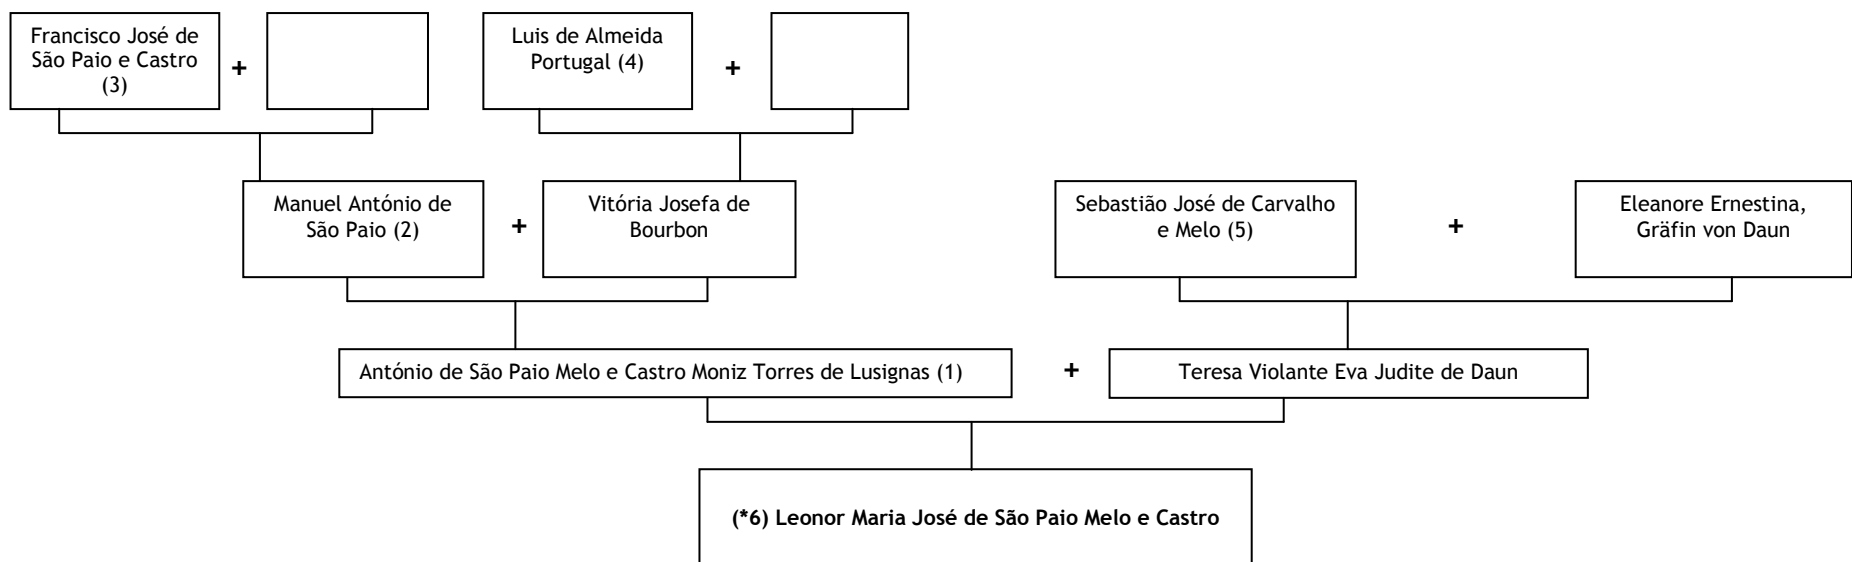 Francisco José de
São Paio e Castro
(3)
+
Luis de Almeida
Portugal (4)
+
Manuel António de
São Paio (2)
+
Vitória Josefa de
Bourbon
Sebastião José de Carvalho
e Melo (5)
+
Eleanore Ernestina,
Gräfin von Daun
António de São Paio Melo e Castro Moniz Torres de Lusignas (1)
+
Teresa Violante Eva Judite de Daun
(*6) Leonor Maria José de São Paio Melo e Castro